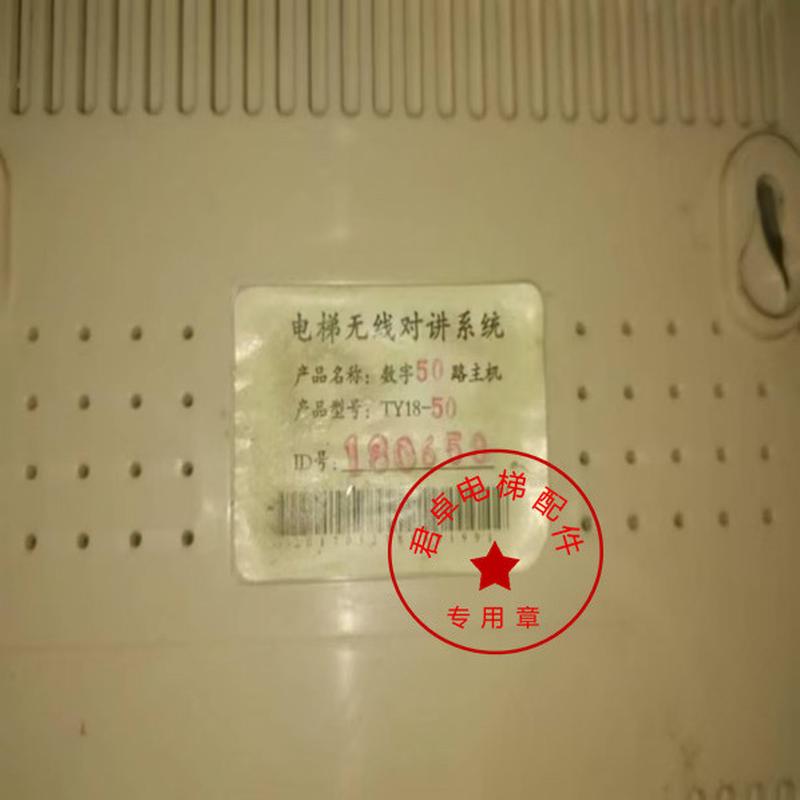 电梯无线对讲系统
产品名称：数字50路主机
产品型号：TY18-50
ID号：180650
君卓电梯配件
专用章